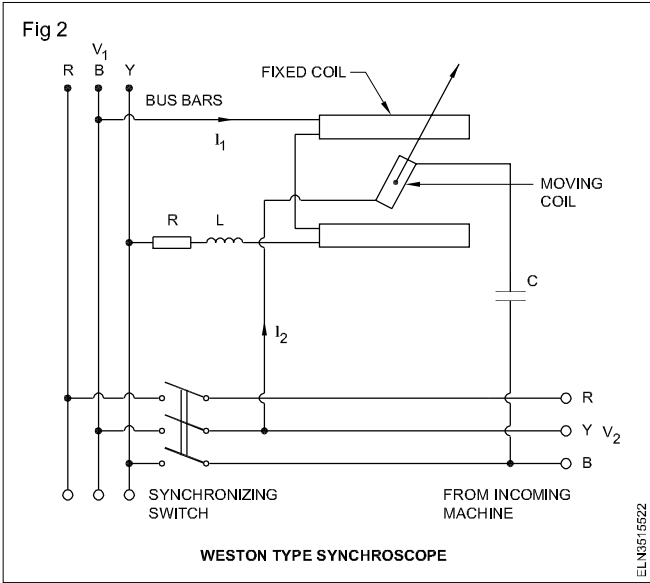 Fig 2
V1
R B Y
BUS BARS
FIXED COIL
I1
MOVING
COIL
R L
C
I2
R
Y V2
B
SYNCHRONIZING
SWITCH
FROM INCOMING
MACHINE
WESTON TYPE SYNCHROSCOPE
ELN3515522